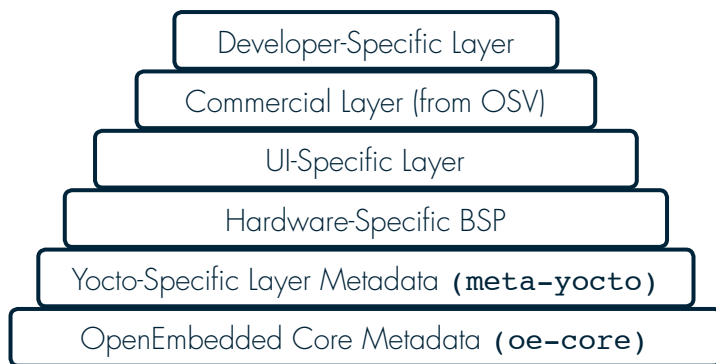 Developer-Specific Layer
Commercial Layer (from OSV)
UI-Specific Layer
Hardware-Specific BSP
Yocto-Specific Layer Metadata (meta-yocto)
OpenEmbedded Core Metadata (oe-core)